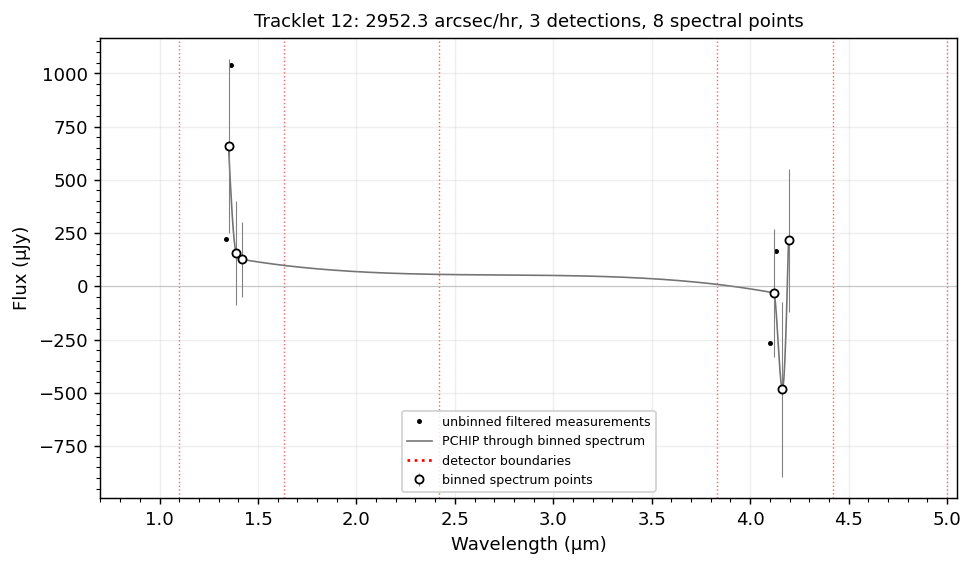 Tracklet 12: 2952.3 arcsec/hr, 3 detections, 8 spectral points
Flux (μJy)
1000
750
500
250
0
−250
−500
−750
unbinned filtered measurements
PCHIP through binned spectrum
detector boundaries
binned spectrum points
1.0 1.5 2.0 2.5 3.0 3.5 4.0 4.5 5.0
Wavelength (μm)